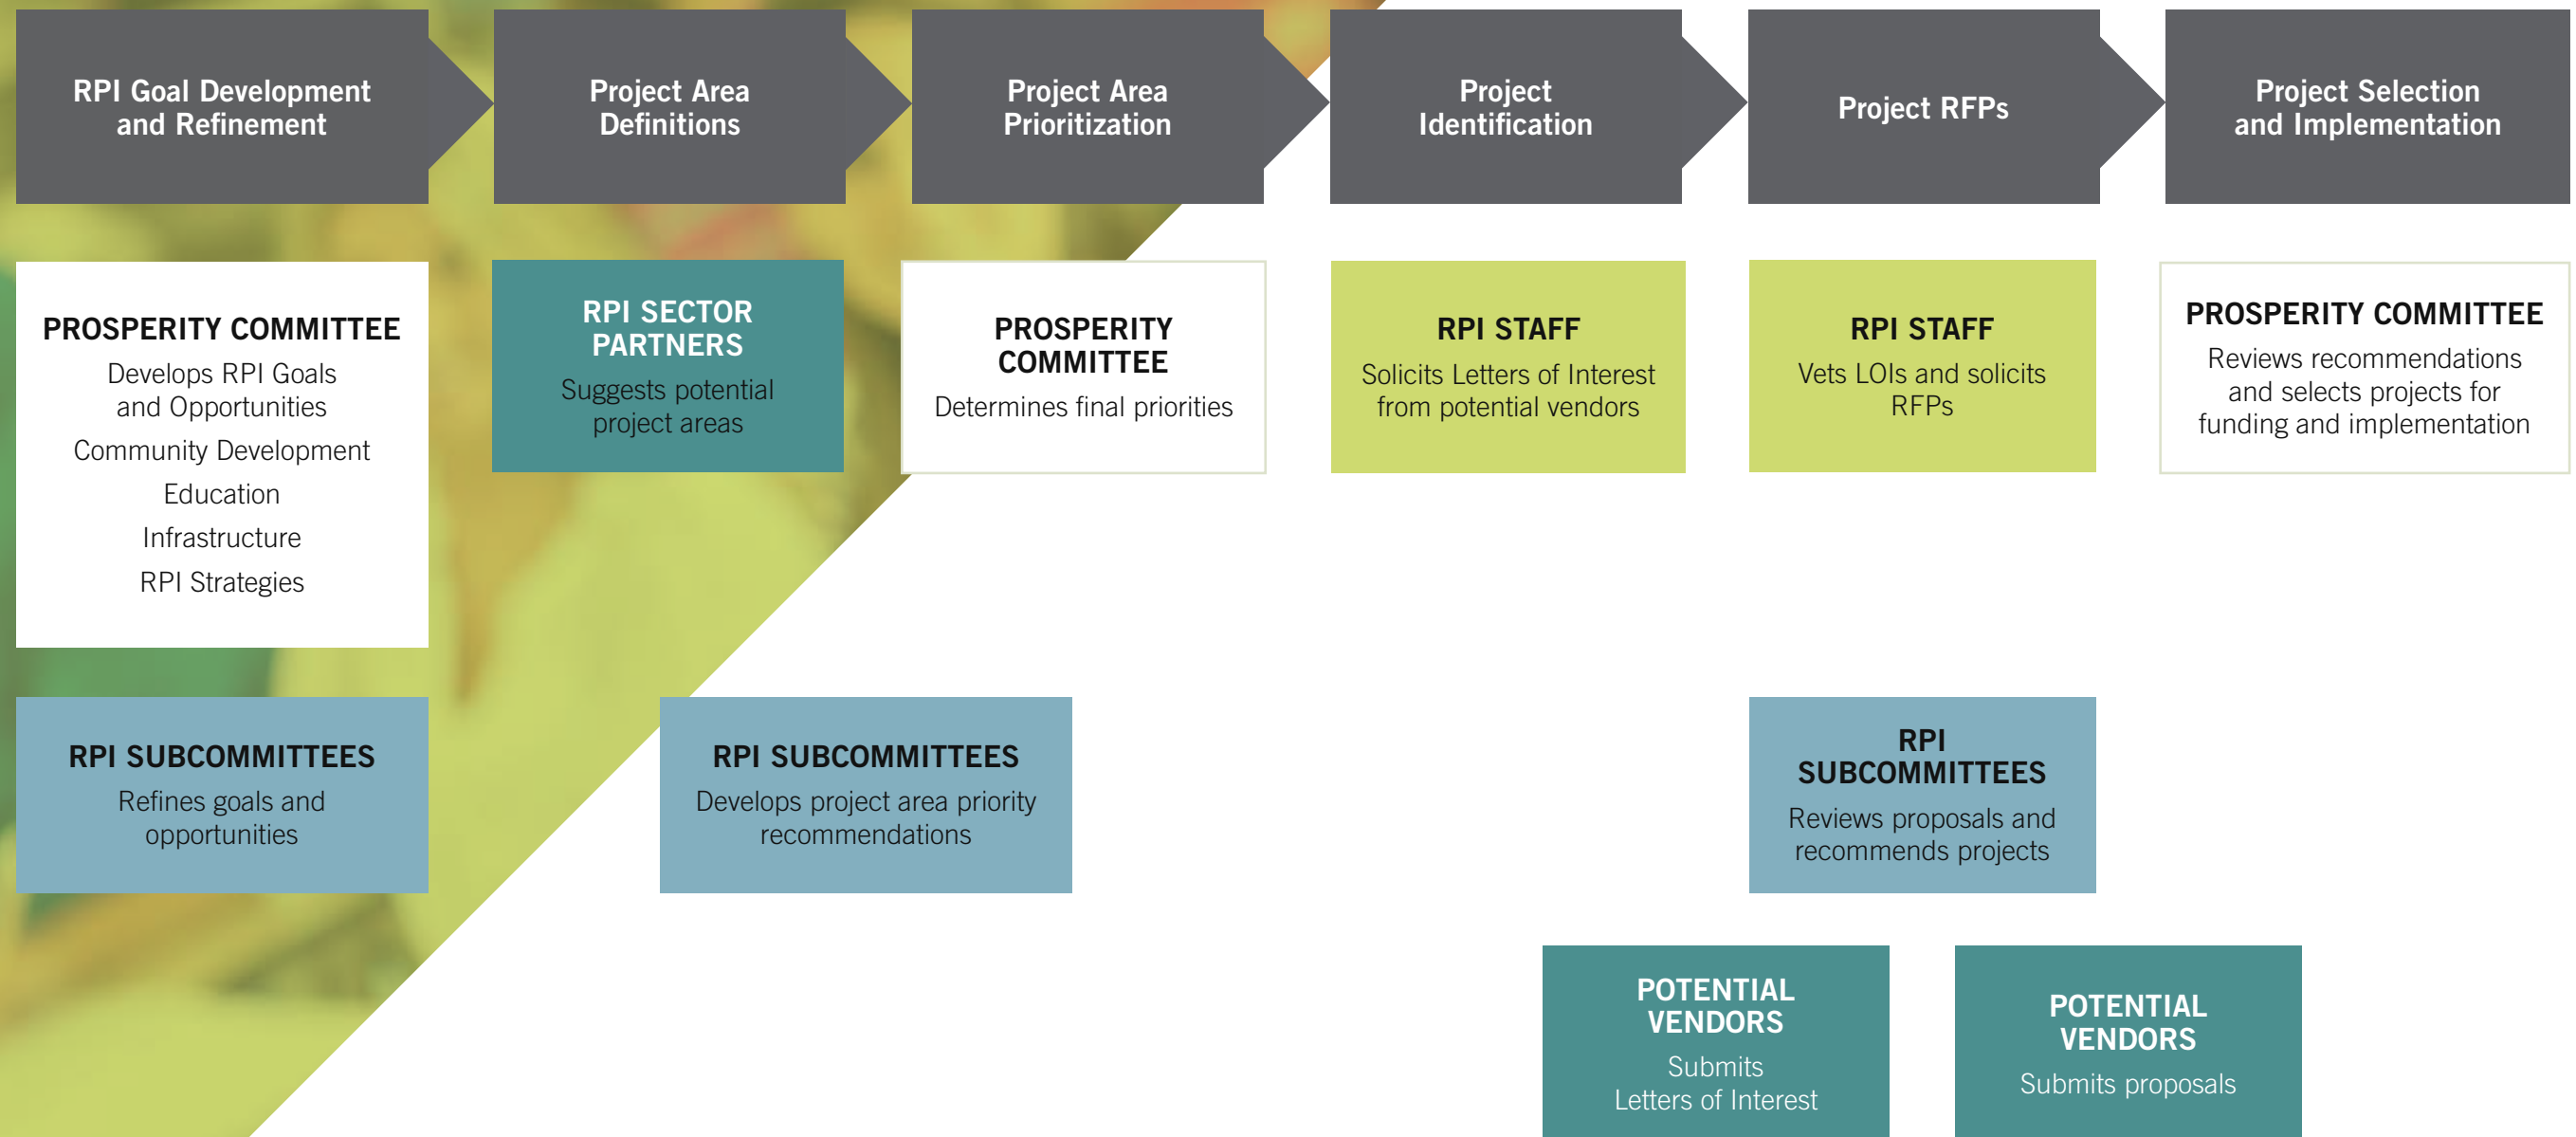 RPI Goal Development
and Refinement
Project Area
Definitions
Project Area
Prioritization
Project
Identification
Project RFPs
Project Selection
and Implementation
PROSPERITY COMMITTEE
Develops RPI Goals
and Opportunities
Community Development
Education
Infrastructure
RPI Strategies
RPI SECTOR
PARTNERS
Suggests potential
project areas
PROSPERITY
COMMITTEE
Determines final priorities
RPI STAFF
Solicits Letters of Interest
from potential vendors
RPI STAFF
Vets LOIs and solicits
RFPs
PROSPERITY COMMITTEE
Reviews recommendations
and selects projects for
funding and implementation
RPI SUBCOMMITTEES
Refines goals and
opportunities
RPI SUBCOMMITTEES
Develops project area priority
recommendations
RPI
SUBCOMMITTEES
Reviews proposals and
recommends projects
POTENTIAL
VENDORS
Submits
Letters of Interest
POTENTIAL
VENDORS
Submits proposals